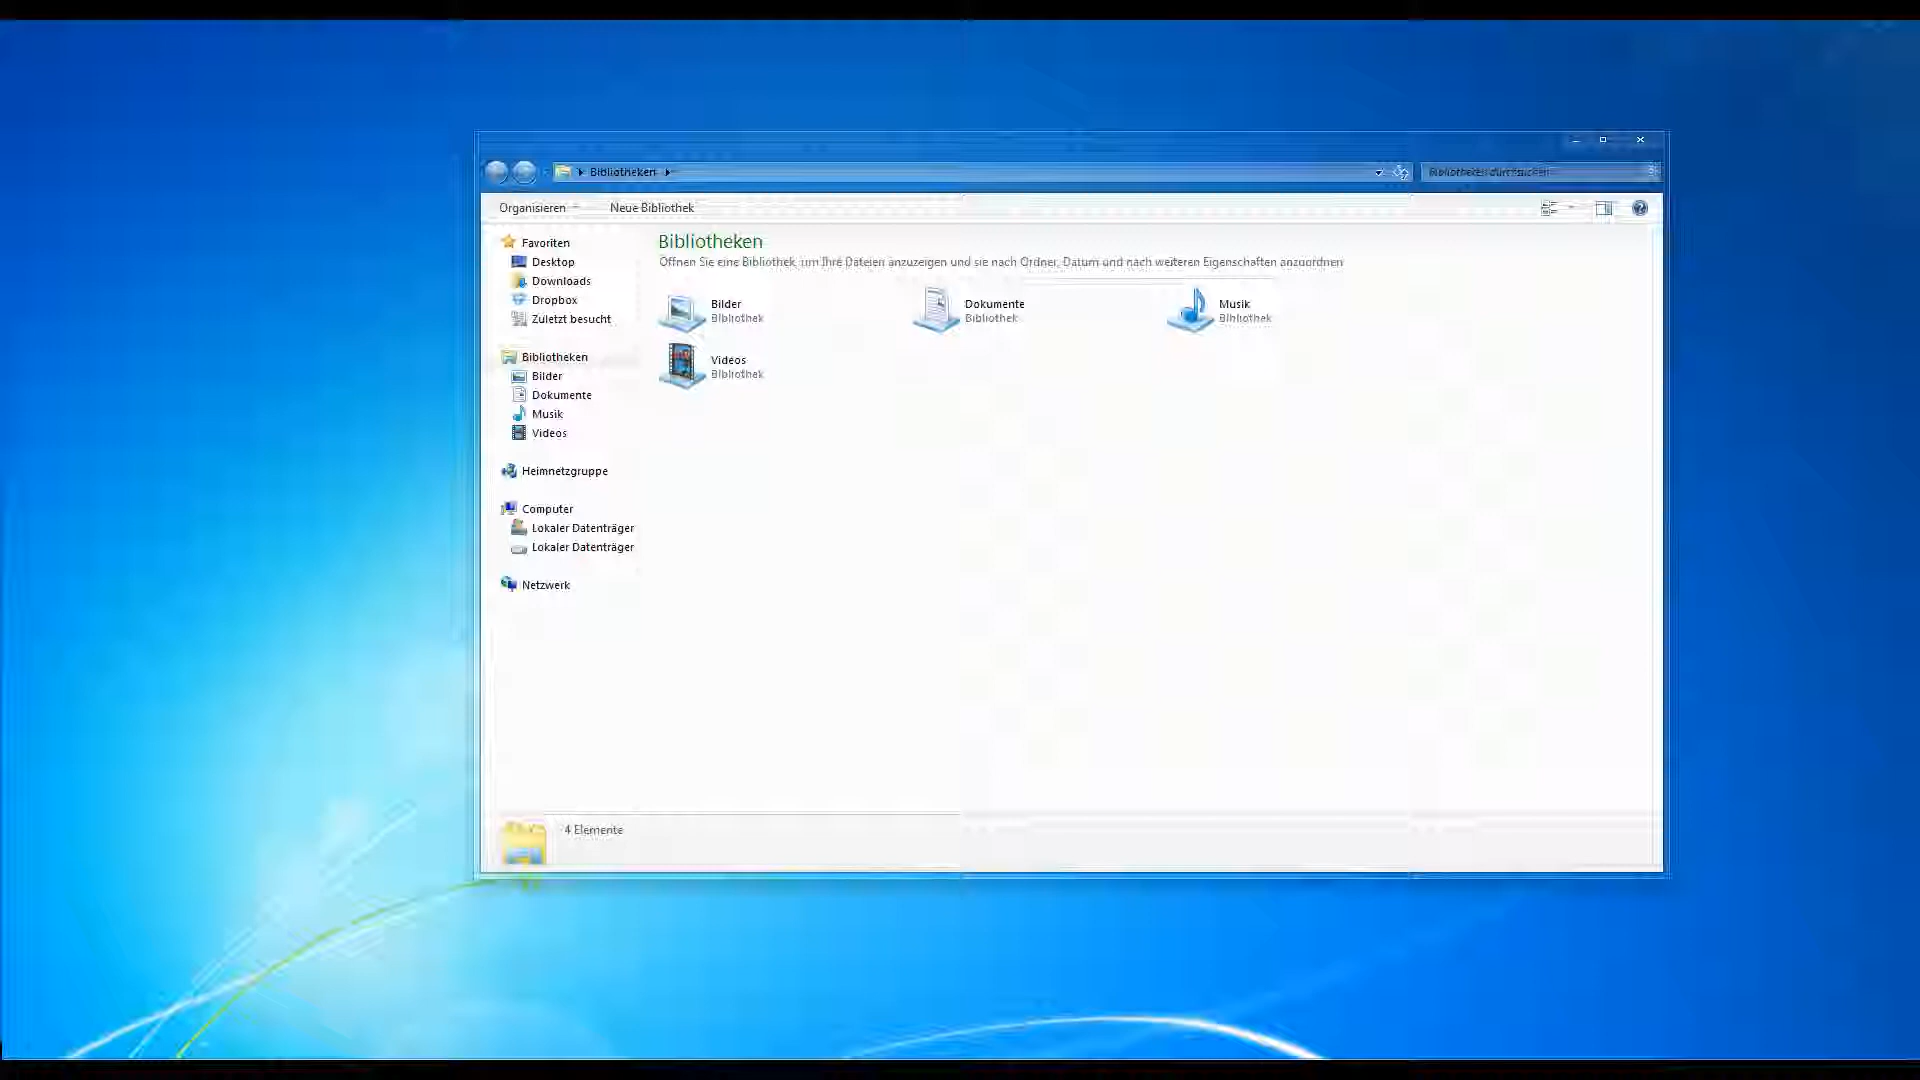 Bibliotheken
Bibliotheken durchsuchen
Organisieren
Neue Bibliothek
Favoriten
Desktop
Downloads
Dropbox
Zuletzt besucht
Bibliotheken
Bilder
Dokumente
Musik
Videos
Heimnetzgruppe
Computer
Lokaler Datenträger
Lokaler Datenträger
Netzwerk
Bibliotheken
Öffnen Sie eine Bibliothek, um Ihre Dateien anzuzeigen und sie nach Ordner, Datum und nach weiteren Eigenschaften anzuordnen
Bilder
Bibliothek
Dokumente
Bibliothek
Musik
Bibliothek
Videos
Bibliothek
4 Elemente